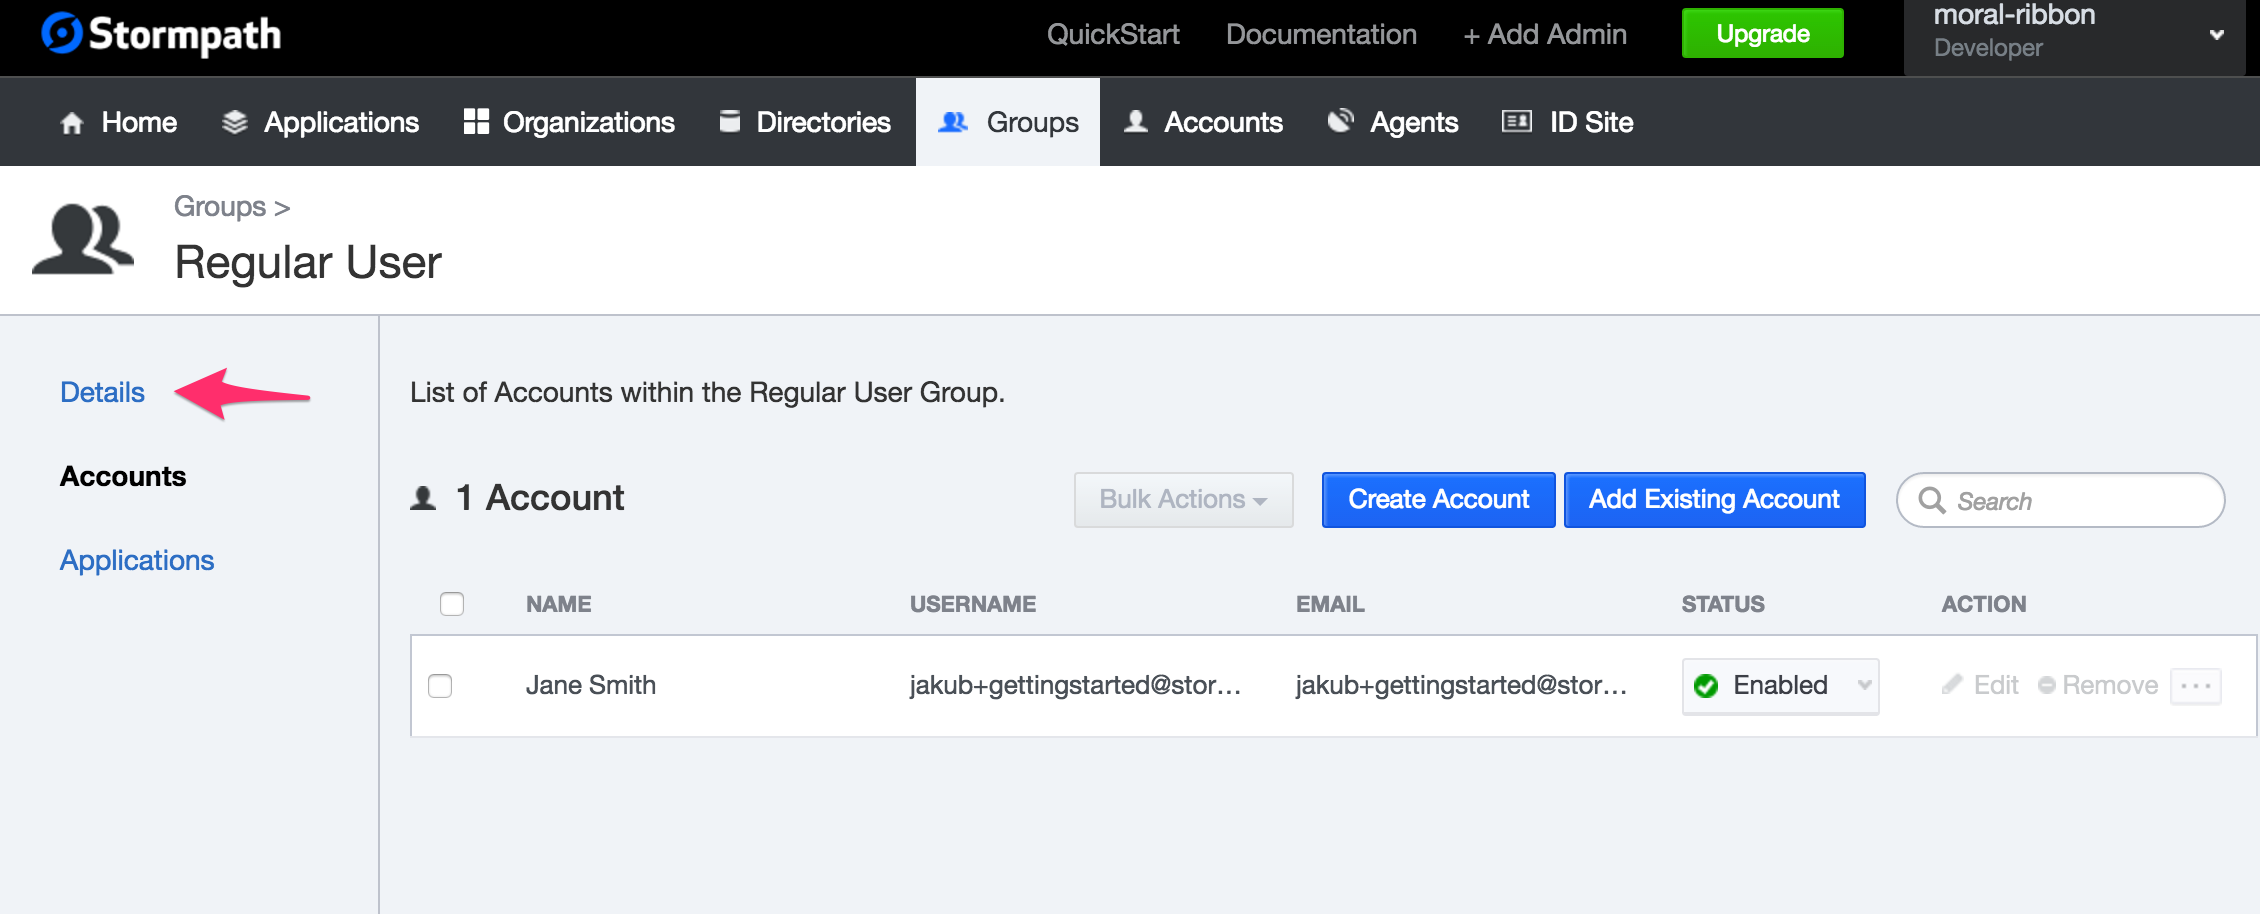 Stormpath
QuickStart Documentation + Add Admin Upgrade moral-ribbon
Developer
Home Applications Organizations Directories Groups Accounts Agents ID Site
Groups >
Regular User
Details
Accounts
Applications
List of Accounts within the Regular User Group.
1 Account Bulk Actions Create Account Add Existing Account Search
NAME USERNAME EMAIL STATUS ACTION
Jane Smith jakub+gettingstarted@stor... jakub+gettingstarted@stor... Enabled Edit Remove ...